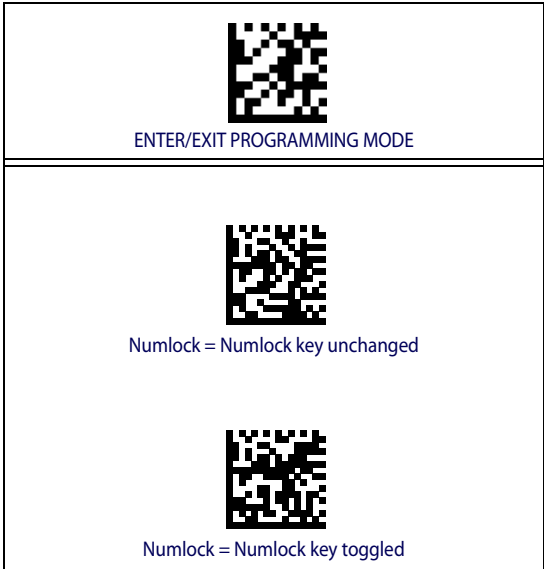 ENTER/EXIT PROGRAMMING MODE
Numlock = Numlock key unchanged
Numlock = Numlock key toggled